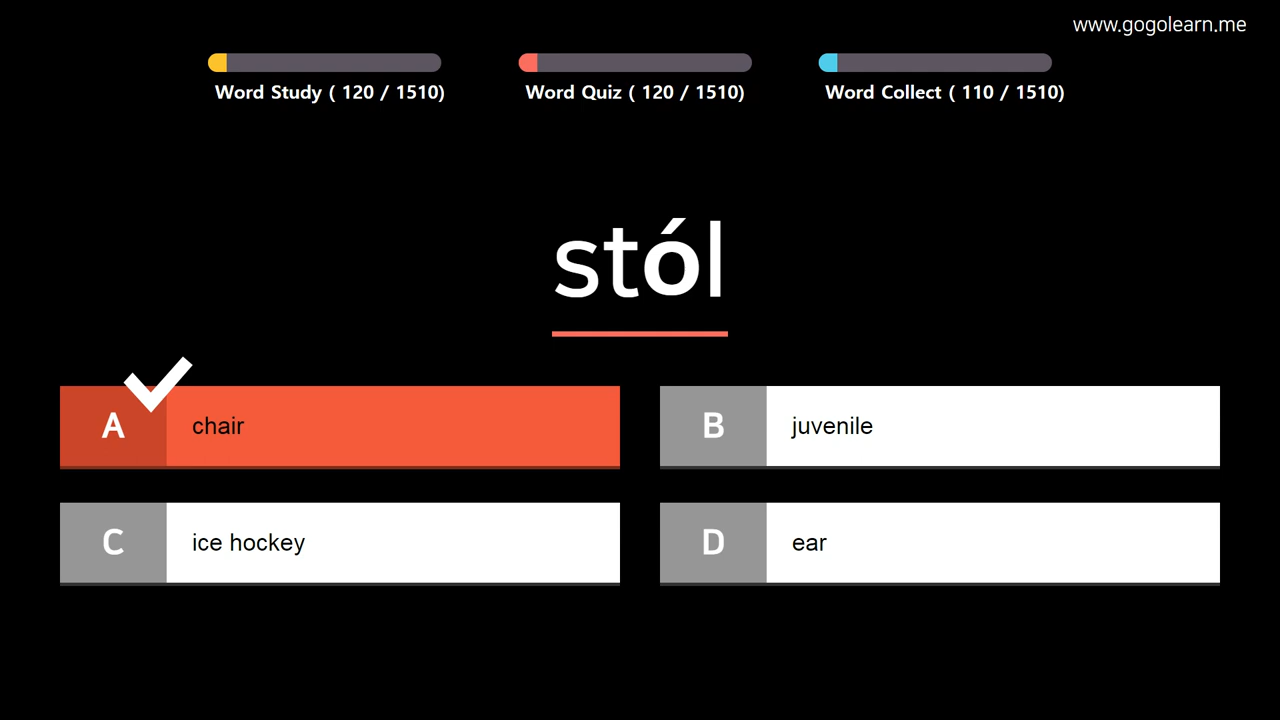 www.gogolearn.me
Word Study ( 120 / 1510)
Word Quiz ( 120 / 1510)
Word Collect ( 110 / 1510)
stól
A chair
B juvenile
C ice hockey
D ear